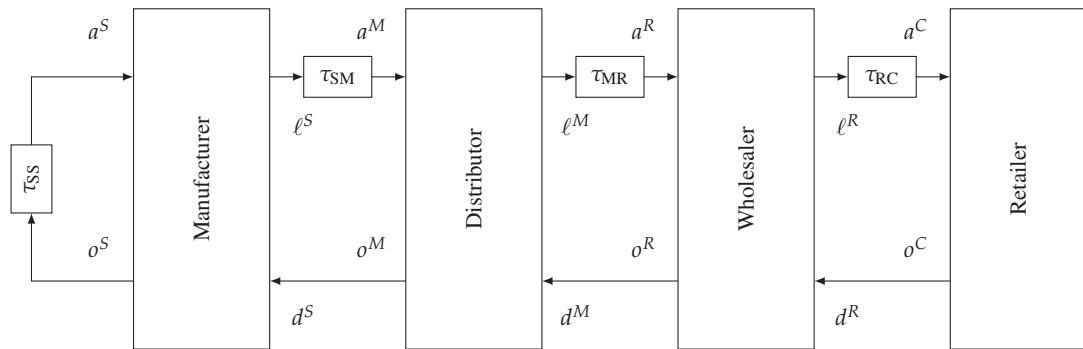 a^S a^M a^R a^C
τ_SM τ_MR τ_RC
ℓ^S ℓ^M ℓ^R
τ_SS
Manufacturer
Distributor
Wholesaler
Retailer
o^S o^M o^R o^C
d^S d^M d^R